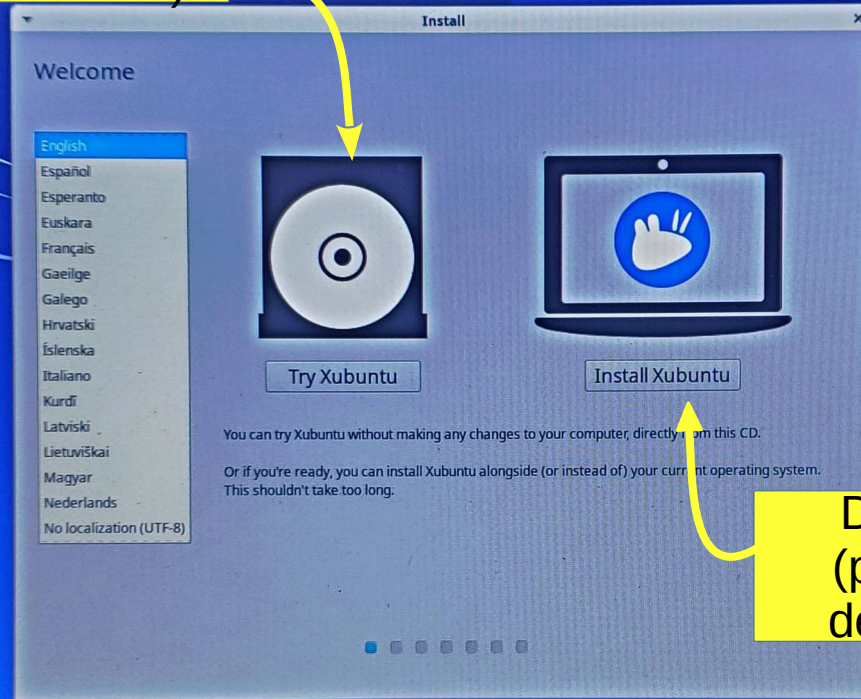 Install
Welcome
English
Español
Esperanto
Euskara
Français
Gaeilge
Galego
Hrvatski
Íslenska
Italiano
Kurdî
Latviski
Lietuviškai
Magyar
Nederlands
No localization (UTF-8)
Try Xubuntu
Install Xubuntu
You can try Xubuntu without making any changes to your computer, directly from this CD.
Or if you're ready, you can install Xubuntu alongside (or instead of) your current operating system.
This shouldn't take too long.